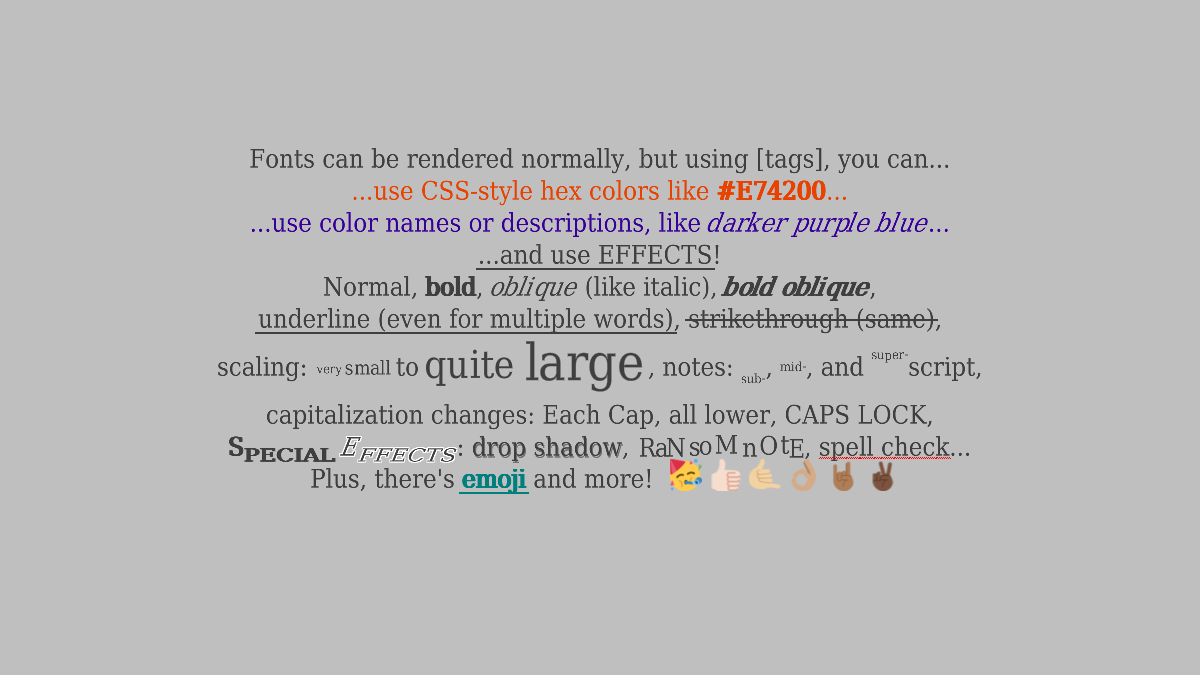 Fonts can be rendered normally, but using [tags], you can...
...use CSS-style hex colors like #E74200...
...use color names or descriptions, like darker purple blue...
...and use EFFECTS!
Normal, bold, oblique (like italic), bold oblique,
underline (even for multiple words), strikethrough (same),
scaling: very small to quite large, notes: sub-, mid-, and super-script,
capitalization changes: Each Cap, all lower, CAPS LOCK,
SPECIAL EFFECTS: drop shadow, RaNsoMnOtE, spell check...
Plus, there's emoji and more! 🥳👍🏻🤙🏼👌🏽🤘🏾✌🏿